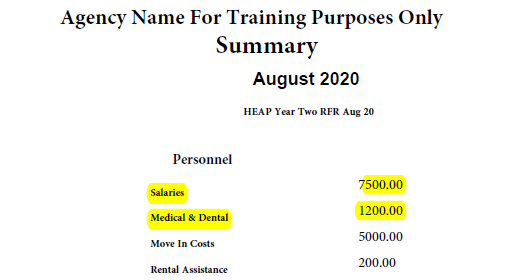 Agency Name For Training Purposes Only
Summary
August 2020
HEAP Year Two RFR Aug 20
Personnel
Salaries 7500.00
Medical & Dental 1200.00
Move In Costs 5000.00
Rental Assistance 200.00